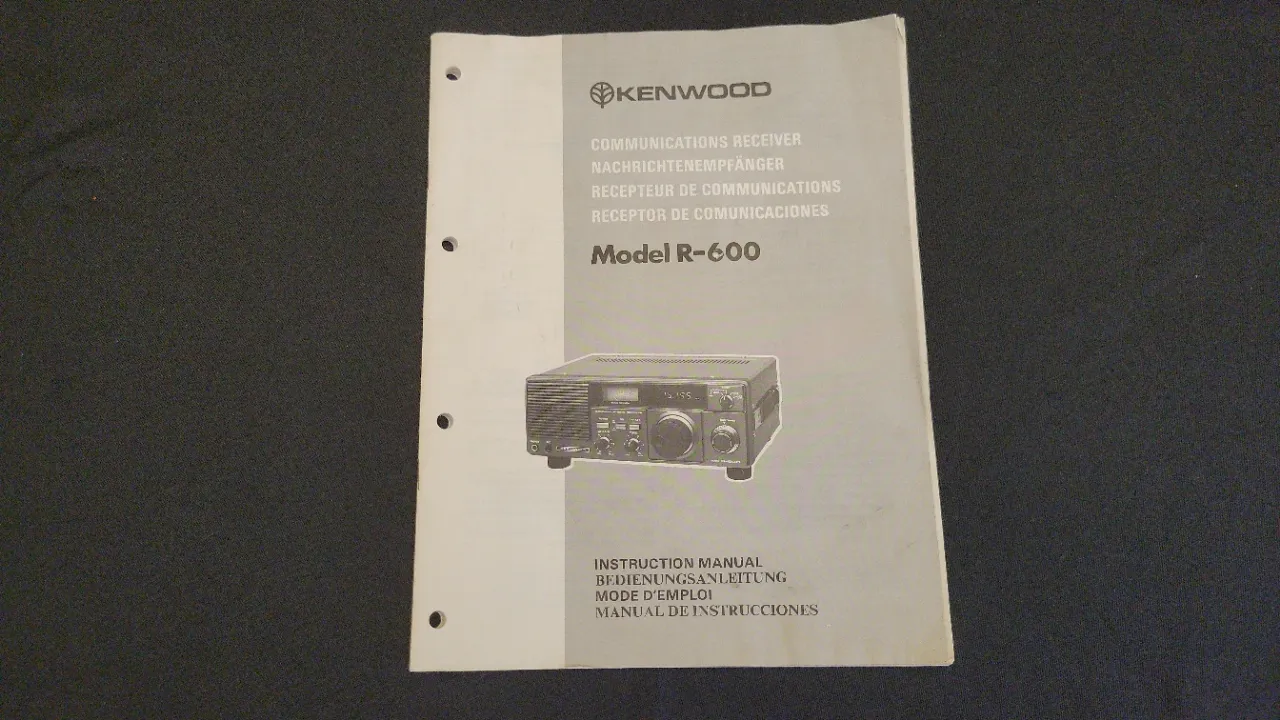 KENWOOD
COMMUNICATIONS RECEIVER
NACHRICHTENEMPFÄNGER
RECEPTEUR DE COMMUNICATIONS
RECEPTOR DE COMUNICACIONES
Model R-600
INSTRUCTION MANUAL
BEDIENUNGSANLEITUNG
MODE D'EMPLOI
MANUAL DE INSTRUCCIONES